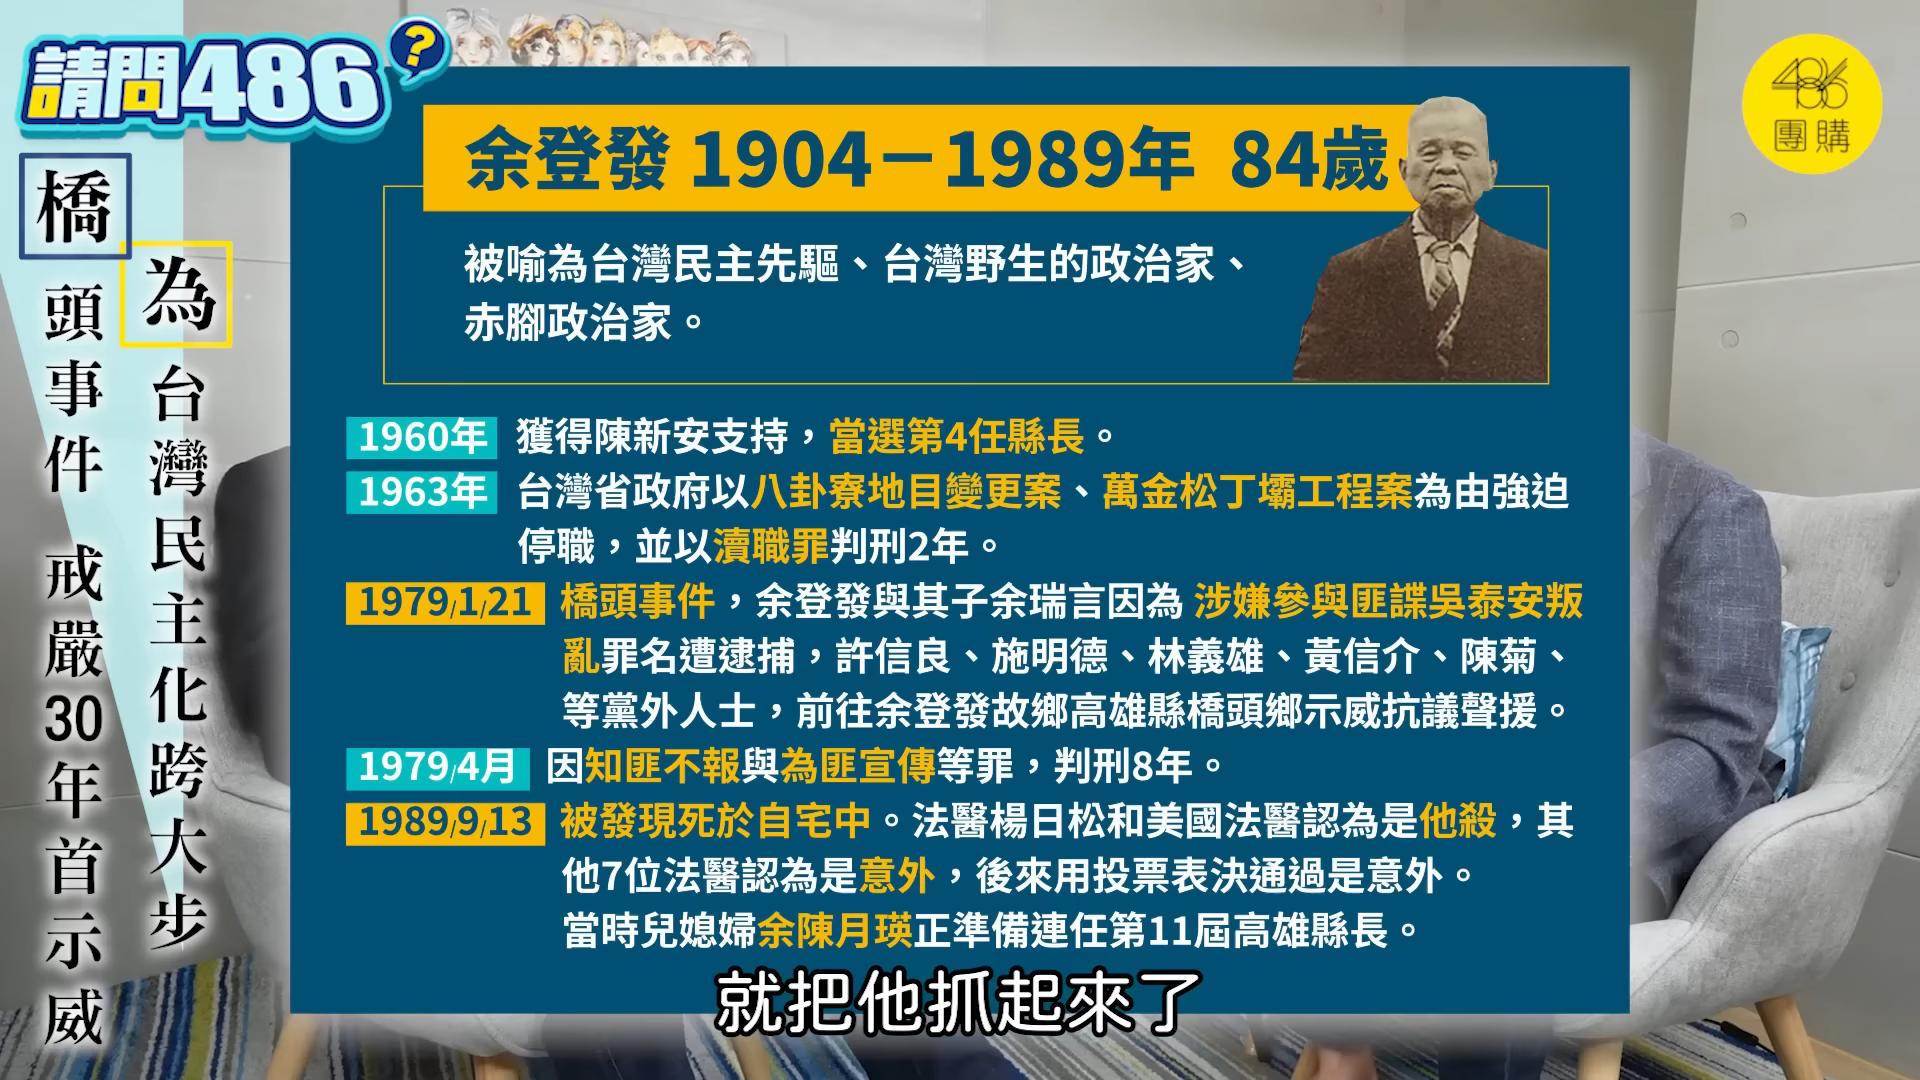 請問486?
486
團購
橋頭事件 戒嚴30年首示威
為台灣民主化跨大步
余登發 1904－1989年 84歲
被喻為台灣民主先驅、台灣野生的政治家、
赤腳政治家。
1960年 獲得陳新安支持，當選第4任縣長。
1963年 台灣省政府以八卦寮地目變更案、萬金松丁壩工程案為由強迫
停職，並以瀆職罪判刑2年。
1979/1/21 橋頭事件，余登發與其子余瑞言因為 涉嫌參與匪諜吳泰安叛
亂罪名遭逮捕，許信良、施明德、林義雄、黃信介、陳菊、
等黨外人士，前往余登發故鄉高雄縣橋頭鄉示威抗議聲援。
1979/4月 因知匪不報與為匪宣傳等罪，判刑8年。
1989/9/13 被發現死於自宅中。法醫楊日松和美國法醫認為是他殺，其
他7位法醫認為是意外，後來用投票表決通過是意外。
當時兒媳婦余陳月瑛正準備連任第11屆高雄縣長。
就把他抓起來了